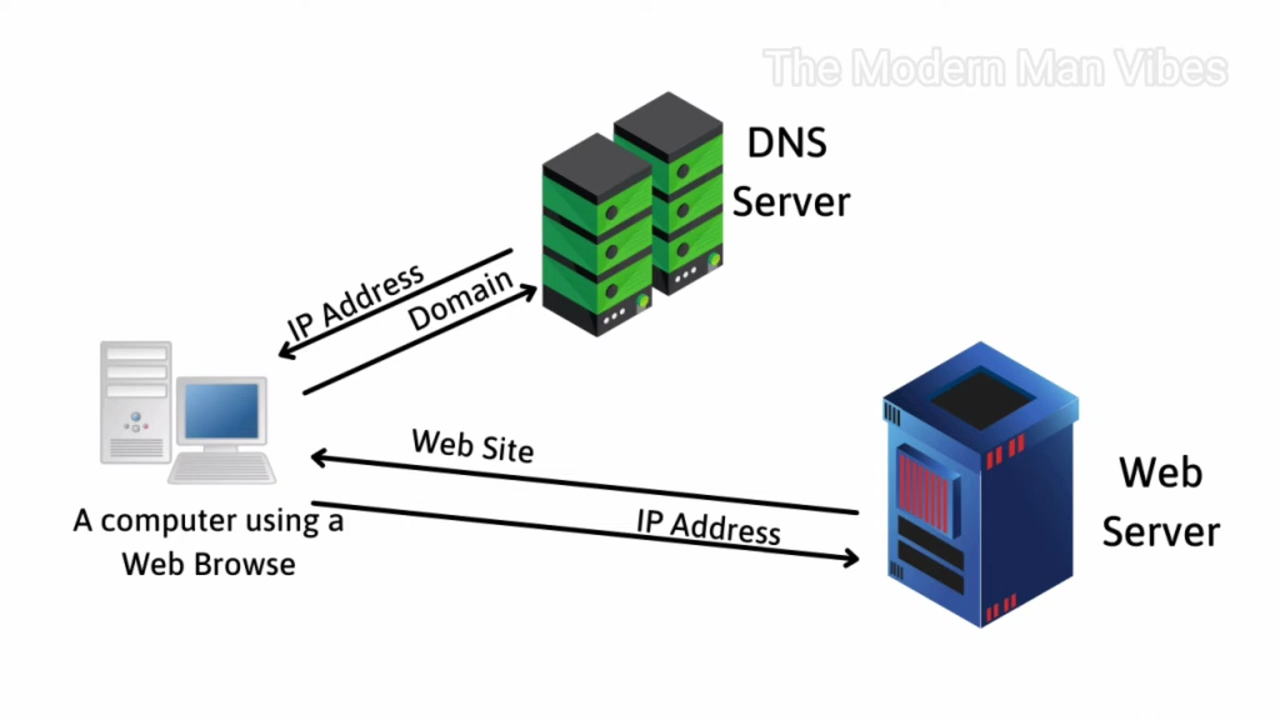 The Modern Man Vibes
DNS
Server
IP Address
Domain
Web Site
IP Address
Web
Server
A computer using a
Web Browse